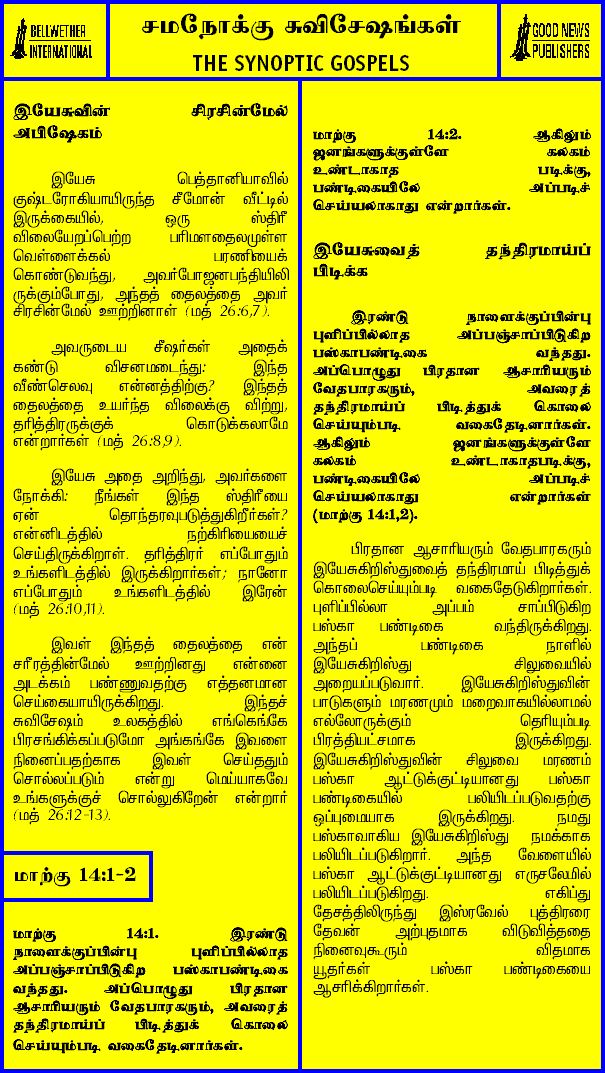 BELLWETHER
INTERNATIONAL
சமநோக்கு சுவிசேஷங்கள்
THE SYNOPTIC GOSPELS
GOOD NEWS
PUBLISHERS
இயேசுவின் சிரசின்மேல்
அபிஷேகம்
இயேசு பெத்தானியாவில்
குஷ்டரோகியாயிருந்த சீமோன் வீட்டில்
இருக்கையில், ஒரு ஸ்திரீ
விலையேறப்பெற்ற பரிமளதைலமுள்ள
வெள்ளைக்கல் பரணியைக்
கொண்டுவந்து, அவர்போஜனபந்தியிலி
ருக்கும்போது, அந்தத் தைலத்தை அவர்
சிரசின்மேல் ஊற்றினாள் (மத் 26:6,7).
அவருடைய சீஷர்கள் அதைக்
கண்டு விசனமடைந்து: இந்த
வீண்செலவு என்னத்திற்கு? இந்தத்
தைலத்தை உயர்ந்த விலைக்கு விற்று,
தரித்திரருக்குக் கொடுக்கலாமே
என்றார்கள் (மத் 26:8,9).
இயேசு அதை அறிந்து, அவர்களை
நோக்கி: நீங்கள் இந்த ஸ்திரீயை
ஏன் தொந்தரவுபடுத்துகிறீர்கள்?
என்னிடத்தில் நற்கிரியையைச்
செய்திருக்கிறாள். தரித்திரர் எப்போதும்
உங்களிடத்தில் இருக்கிறார்கள்; நானோ
எப்போதும் உங்களிடத்தில் இரேன்
(மத் 26:10,11).
இவள் இந்தத் தைலத்தை என்
சரீரத்தின்மேல் ஊற்றினது என்னை
அடக்கம் பண்ணுவதற்கு எத்தனமான
செய்கையாயிருக்கிறது. இந்தச்
சுவிசேஷம் உலகத்தில் எங்கெங்கே
பிரசங்கிக்கப்படுமோ அங்கங்கே இவளை
நினைப்பதற்காக இவள் செய்ததும்
சொல்லப்படும் என்று மெய்யாகவே
உங்களுக்குச் சொல்லுகிறேன் என்றார்
(மத் 26:12-13).
மாற்கு 14:1-2
மாற்கு 14:1. இரண்டு
நாளைக்குப்பின்பு புளிப்பில்லாத
அப்பஞ்சாப்பிடுகிற பஸ்காபண்டிகை
வந்தது. அப்பொழுது பிரதான
ஆசாரியரும் வேதபாரகரும், அவரைத்
தந்திரமாய்ப் பிடித்துக் கொலை
செய்யும்படி வகைதேடினார்கள்.
மாற்கு 14:2. ஆகிலும்
ஜனங்களுக்குள்ளே கலகம்
உண்டாகாத படிக்கு,
பண்டிகையிலே அப்படிச்
செய்யலாகாது என்றார்கள்.
இயேசுவைத் தந்திரமாய்ப்
பிடிக்க
இரண்டு நாளைக்குப்பின்பு
புளிப்பில்லாத அப்பஞ்சாப்பிடுகிற
பஸ்காபண்டிகை வந்தது.
அப்பொழுது பிரதான ஆசாரியரும்
வேதபாரகரும், அவரைத்
தந்திரமாய்ப் பிடித்துக் கொலை
செய்யும்படி வகைதேடினார்கள்.
ஆகிலும் ஜனங்களுக்குள்ளே
கலகம் உண்டாகாதபடிக்கு,
பண்டிகையிலே அப்படிச்
செய்யலாகாது என்றார்கள்
(மாற்கு 14:1,2).
பிரதான ஆசாரியரும் வேதபாரகரும்
இயேசுகிறிஸ்துவைத் தந்திரமாய் பிடித்துக்
கொலைசெய்யும்படி வகைதேடுகிறார்கள்.
புளிப்பில்லா அப்பம் சாப்பிடுகிற
பஸ்கா பண்டிகை வந்திருக்கிறது.
அந்தப் பண்டிகை நாளில்
இயேசுகிறிஸ்து சிலுவையில்
அறையப்படுவார். இயேசுகிறிஸ்துவின்
பாடுகளும் மரணமும் மறைவாகயில்லாமல்
எல்லோருக்கும் தெரியும்படி
பிரத்தியட்சமாக இருக்கிறது.
இயேசுகிறிஸ்துவின் சிலுவை மரணம்
பஸ்கா ஆட்டுக்குட்டியானது பஸ்கா
பண்டிகையில் பலியிடப்படுவதற்கு
ஒப்புமையாக இருக்கிறது. நமது
பஸ்காவாகிய இயேசுகிறிஸ்து நமக்காக
பலியிடப்படுகிறார். அந்த வேளையில்
பஸ்கா ஆட்டுக்குட்டியானது எருசலேமில்
பலியிடப்படுகிறது. எகிப்து
தேசத்திலிருந்து இஸ்ரவேல் புத்திரரை
தேவன் அற்புதமாக விடுவித்ததை
நினைவுகூரும் விதமாக
யூதர்கள் பஸ்கா பண்டிகையை
ஆசரிக்கிறார்கள்.